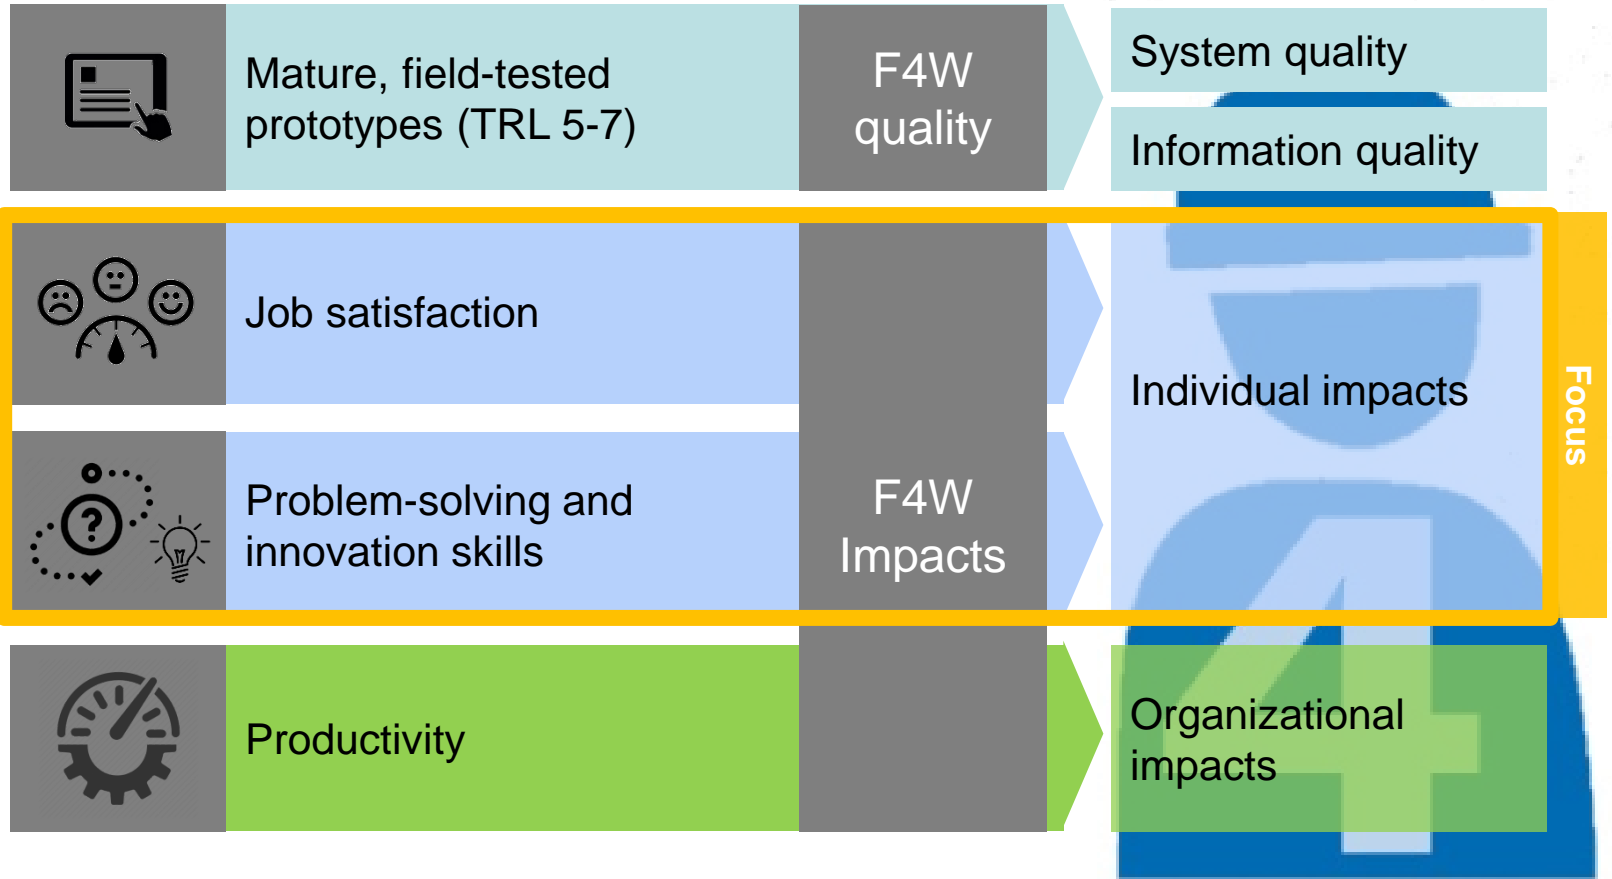 Mature, field-tested
prototypes (TRL 5-7)
F4W
quality
System quality
Information quality
Job satisfaction
Problem-solving and
innovation skills
F4W
Impacts
Individual impacts
Focus
Productivity
Organizational
impacts
?
4